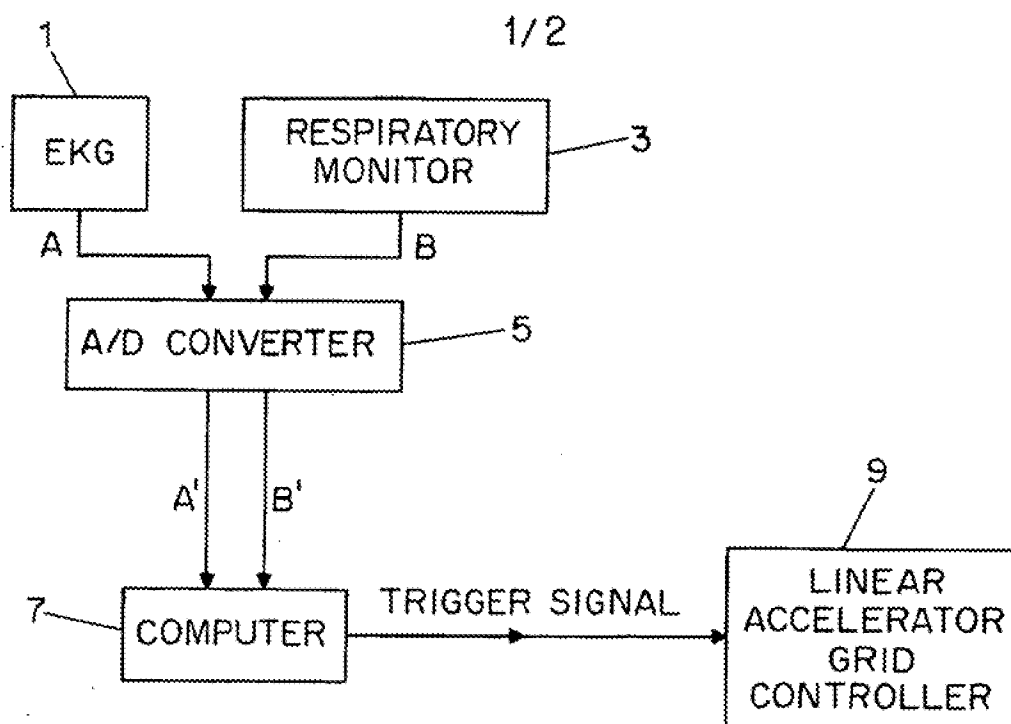 1/2
1
EKG
RESPIRATORY
MONITOR
3
A
B
A/D CONVERTER
5
A'
B'
9
7
COMPUTER
TRIGGER SIGNAL
LINEAR
ACCELERATOR
GRID
CONTROLLER